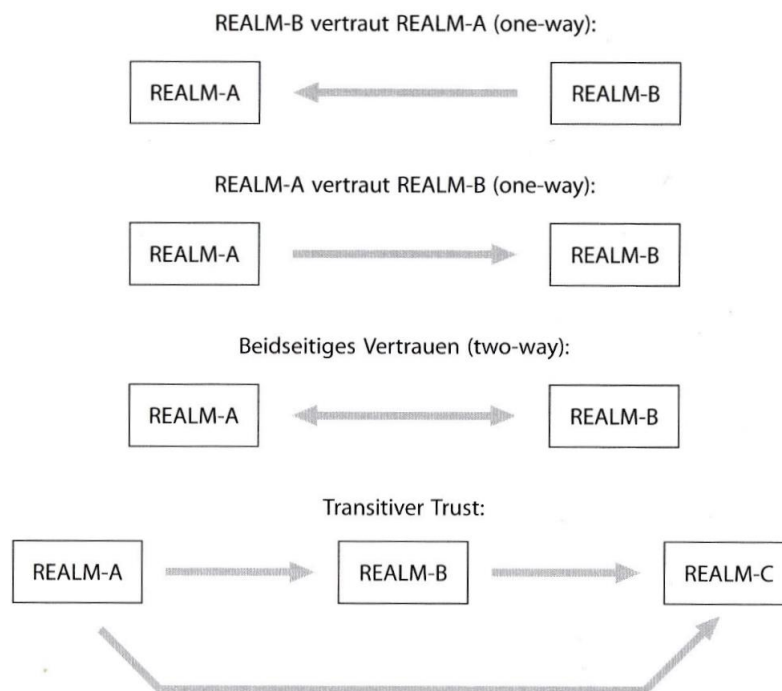 REALM-B vertraut REALM-A (one-way):
REALM-A REALM-B
REALM-A vertraut REALM-B (one-way):
REALM-A REALM-B
Beidseitiges Vertrauen (two-way):
REALM-A REALM-B
Transitiver Trust:
REALM-A REALM-B REALM-C